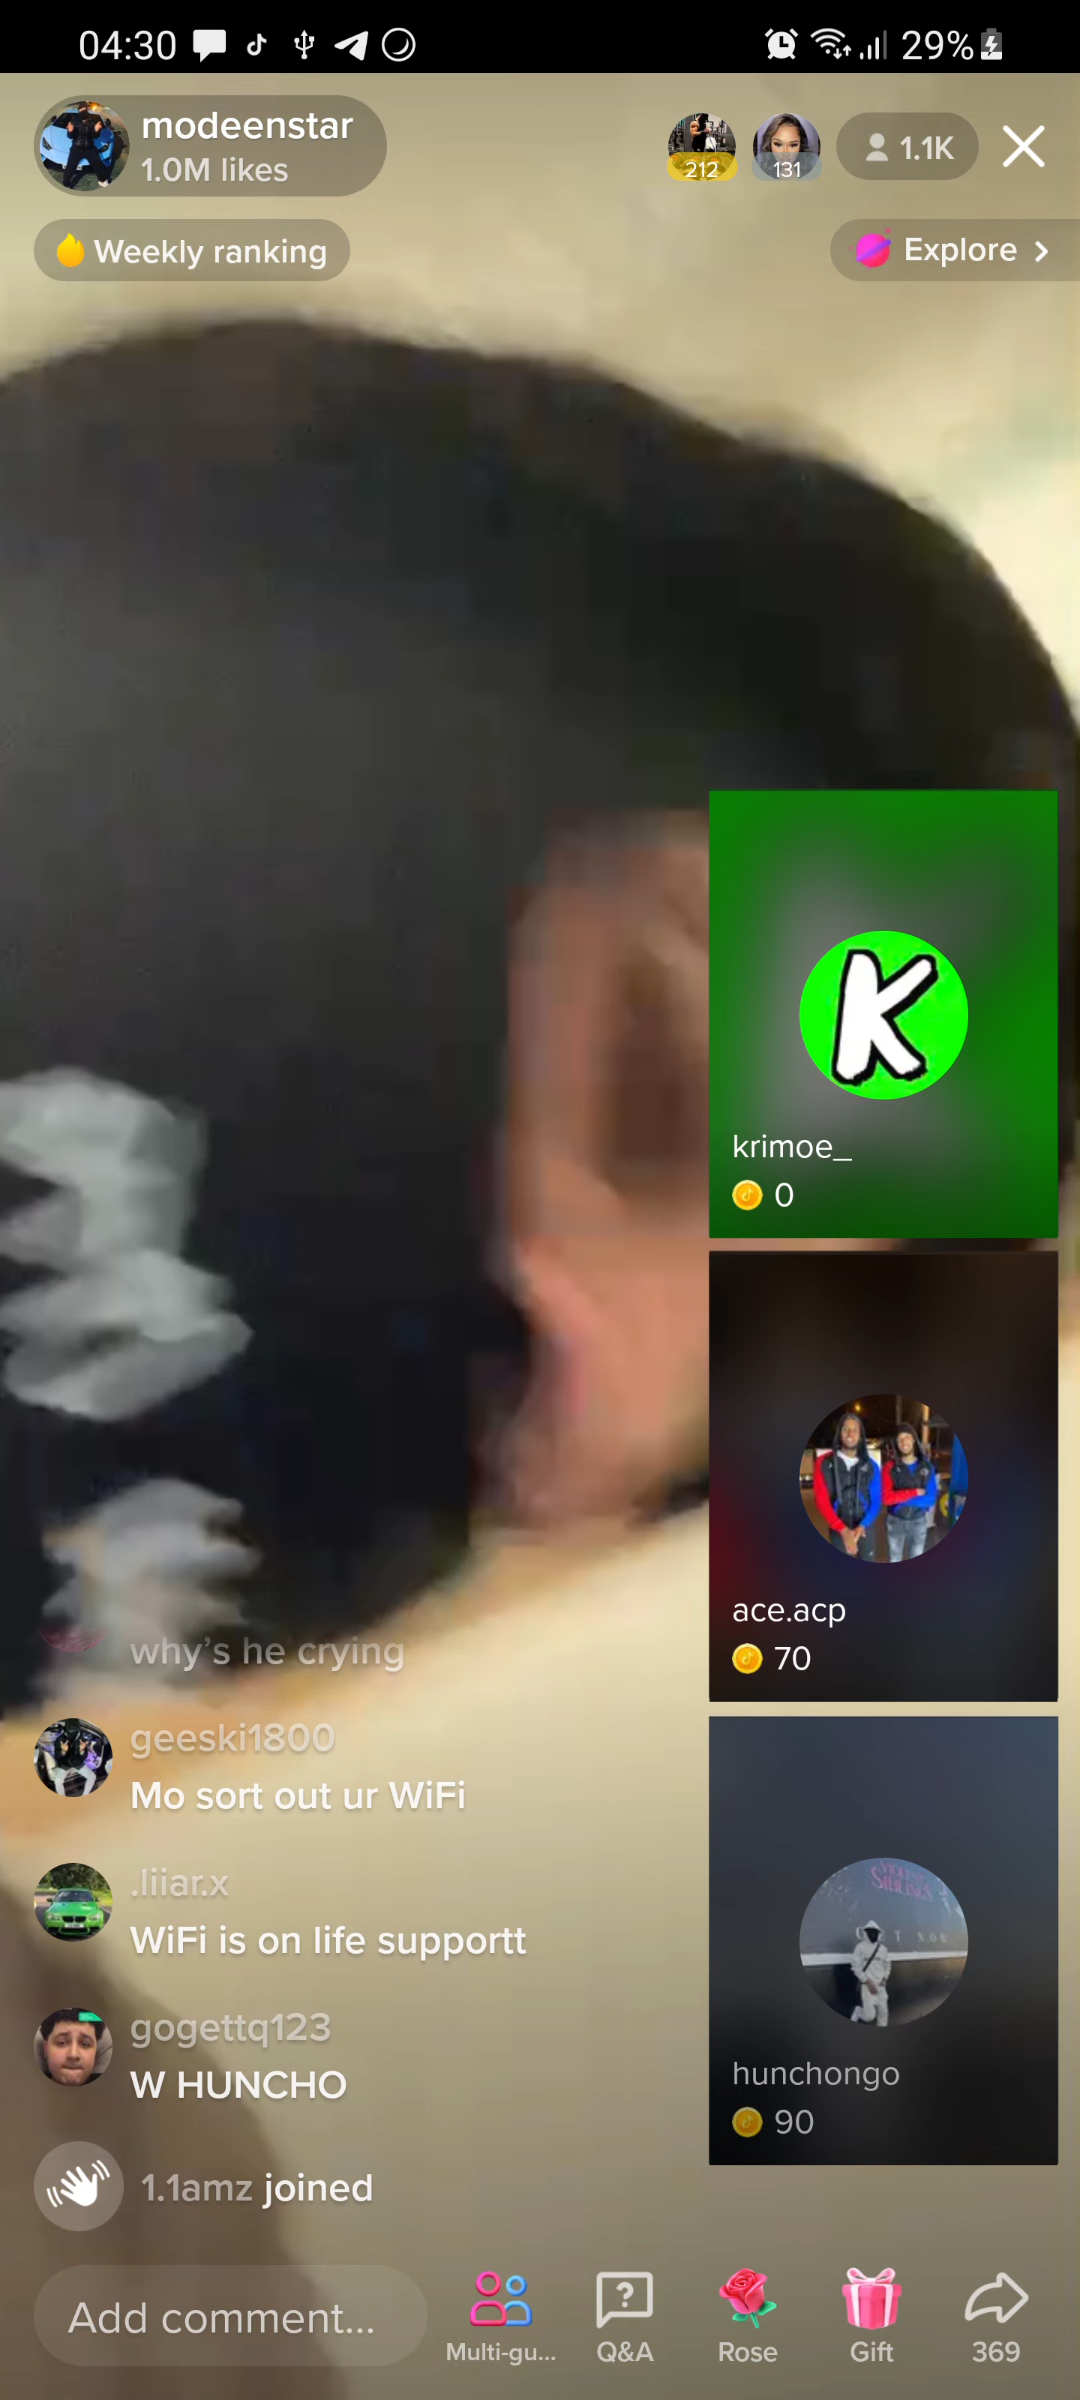 04:30
29%
modeenstar
1.0M likes
212
131
1.1K
Weekly ranking
Explore
K
krimoe_
0
ace.acp
70
why's he crying
geeski1800
Mo sort out ur WiFi
.liiar.x
WiFi is on life supportt
gogettq123
W HUNCHO
hunchongo
90
1.1amz joined
Add comment...
Multi-gu...
Q&A
Rose
Gift
369